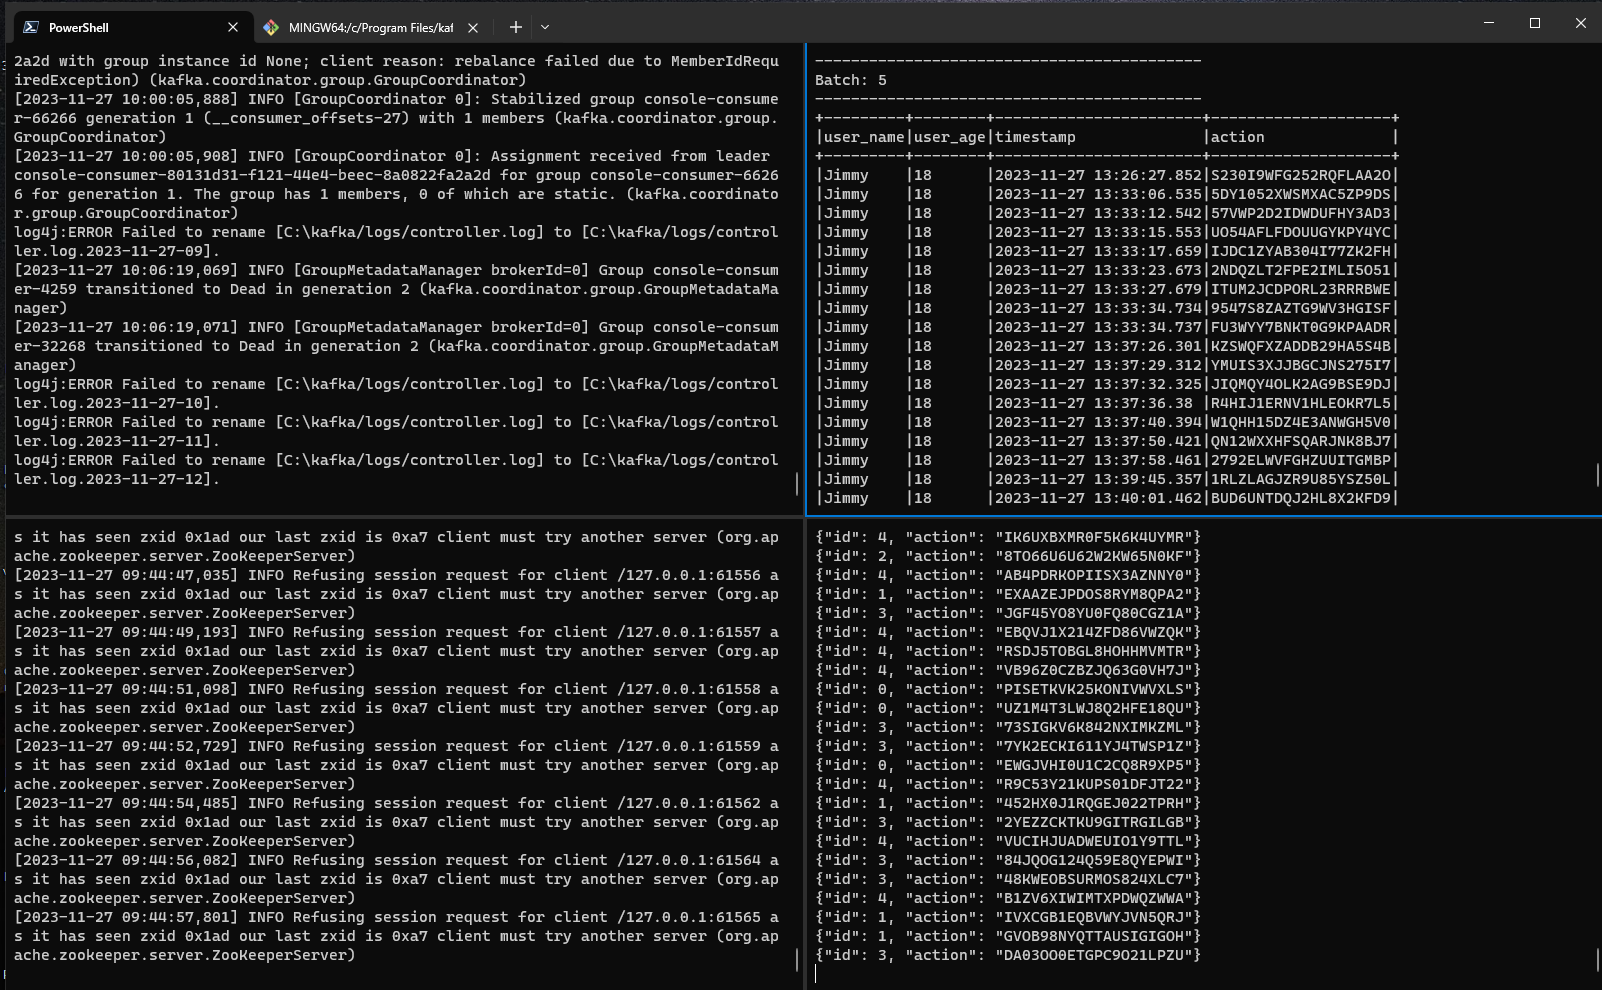 PowerShell
MINGW64:/c/Program Files/kaf
2a2d with group instance id None; client reason: rebalance failed due to MemberIdRequ
iredException) (kafka.coordinator.group.GroupCoordinator)
[2023-11-27 10:00:05,888] INFO [GroupCoordinator 0]: Stabilized group console-consume
r-66266 generation 1 (__consumer_offsets-27) with 1 members (kafka.coordinator.group.
GroupCoordinator)
[2023-11-27 10:00:05,908] INFO [GroupCoordinator 0]: Assignment received from leader
console-consumer-80131d31-f121-44e4-beec-8a0822fa2a2d for group console-consumer-6626
6 for generation 1. The group has 1 members, 0 of which are static. (kafka.coordinato
r.group.GroupCoordinator)
log4j:ERROR Failed to rename [C:\kafka/logs/controller.log] to [C:\kafka/logs/control
ler.log.2023-11-27-09].
[2023-11-27 10:06:19,069] INFO [GroupMetadataManager brokerId=0] Group console-consum
er-4259 transitioned to Dead in generation 2 (kafka.coordinator.group.GroupMetadataMa
nager)
[2023-11-27 10:06:19,071] INFO [GroupMetadataManager brokerId=0] Group console-consum
er-32268 transitioned to Dead in generation 2 (kafka.coordinator.group.GroupMetadataM
anager)
log4j:ERROR Failed to rename [C:\kafka/logs/controller.log] to [C:\kafka/logs/control
ler.log.2023-11-27-10].
log4j:ERROR Failed to rename [C:\kafka/logs/controller.log] to [C:\kafka/logs/control
ler.log.2023-11-27-11].
log4j:ERROR Failed to rename [C:\kafka/logs/controller.log] to [C:\kafka/logs/control
ler.log.2023-11-27-12].
-------------------------------------------
Batch: 5
-------------------------------------------
+---------+--------+-----------------------+--------------------+
|user_name|user_age|timestamp              |action              |
+---------+--------+-----------------------+--------------------+
|Jimmy    |18      |2023-11-27 13:26:27.852|S230I9WFG252RQFLAA2O|
|Jimmy    |18      |2023-11-27 13:33:06.535|5DY1052XWSMXAC5ZP9DS|
|Jimmy    |18      |2023-11-27 13:33:12.542|57VWP2D2IDWDUFHY3AD3|
|Jimmy    |18      |2023-11-27 13:33:15.553|UO54AFLFDOUUGYKPY4YC|
|Jimmy    |18      |2023-11-27 13:33:17.659|IJDC1ZYAB304I77ZK2FH|
|Jimmy    |18      |2023-11-27 13:33:23.673|2NDQZLT2FPE2IMLI5O51|
|Jimmy    |18      |2023-11-27 13:33:27.679|ITUM2JCDPORL23RRRBWE|
|Jimmy    |18      |2023-11-27 13:33:34.734|9547S8ZAZTG9WV3HGISF|
|Jimmy    |18      |2023-11-27 13:33:34.737|FU3WYY7BNKT0G9KPAADR|
|Jimmy    |18      |2023-11-27 13:37:26.301|KZSWQFXZADDB29HA5S4B|
|Jimmy    |18      |2023-11-27 13:37:29.312|YMUIS3XJJBGCJNS275I7|
|Jimmy    |18      |2023-11-27 13:37:32.325|JIQMQY4OLK2AG9BSE9DJ|
|Jimmy    |18      |2023-11-27 13:37:36.38 |R4HIJ1ERNV1HLEOKR7L5|
|Jimmy    |18      |2023-11-27 13:37:40.394|W1QHH15DZ4E3ANWGH5V0|
|Jimmy    |18      |2023-11-27 13:37:50.421|QN12WXXHFSQARJNK8BJ7|
|Jimmy    |18      |2023-11-27 13:37:58.461|2792ELWVFGHZUUITGMBP|
|Jimmy    |18      |2023-11-27 13:39:45.357|1RLZLAGJZR9U85YSZ50L|
|Jimmy    |18      |2023-11-27 13:40:01.462|BUD6UNTDQJ2HL8X2KFD9|
s it has seen zxid 0x1ad our last zxid is 0xa7 client must try another server (org.ap
ache.zookeeper.server.ZooKeeperServer)
[2023-11-27 09:44:47,035] INFO Refusing session request for client /127.0.0.1:61556 a
s it has seen zxid 0x1ad our last zxid is 0xa7 client must try another server (org.ap
ache.zookeeper.server.ZooKeeperServer)
[2023-11-27 09:44:49,193] INFO Refusing session request for client /127.0.0.1:61557 a
s it has seen zxid 0x1ad our last zxid is 0xa7 client must try another server (org.ap
ache.zookeeper.server.ZooKeeperServer)
[2023-11-27 09:44:51,098] INFO Refusing session request for client /127.0.0.1:61558 a
s it has seen zxid 0x1ad our last zxid is 0xa7 client must try another server (org.ap
ache.zookeeper.server.ZooKeeperServer)
[2023-11-27 09:44:52,729] INFO Refusing session request for client /127.0.0.1:61559 a
s it has seen zxid 0x1ad our last zxid is 0xa7 client must try another server (org.ap
ache.zookeeper.server.ZooKeeperServer)
[2023-11-27 09:44:54,485] INFO Refusing session request for client /127.0.0.1:61562 a
s it has seen zxid 0x1ad our last zxid is 0xa7 client must try another server (org.ap
ache.zookeeper.server.ZooKeeperServer)
[2023-11-27 09:44:56,082] INFO Refusing session request for client /127.0.0.1:61564 a
s it has seen zxid 0x1ad our last zxid is 0xa7 client must try another server (org.ap
ache.zookeeper.server.ZooKeeperServer)
[2023-11-27 09:44:57,801] INFO Refusing session request for client /127.0.0.1:61565 a
s it has seen zxid 0x1ad our last zxid is 0xa7 client must try another server (org.ap
ache.zookeeper.server.ZooKeeperServer)
{"id": 4, "action": "IK6UXBXMR0F5K6K4UYMR"}
{"id": 2, "action": "8TO66U6U62W2KW65N0KF"}
{"id": 4, "action": "AB4PDRKOPIISX3AZNNY0"}
{"id": 1, "action": "EXAAZEJPDOS8RYM8QPA2"}
{"id": 3, "action": "JGF45YO8YU0FQ80CGZ1A"}
{"id": 4, "action": "EBQVJ1X214ZFD86VWZQK"}
{"id": 4, "action": "RSDJ5TOBGL8HOHHMVMTR"}
{"id": 4, "action": "VB96Z0CZBZJQ63G0VH7J"}
{"id": 0, "action": "PISETKVK25KONIVWVXLS"}
{"id": 0, "action": "UZ1M4T3LWJ8Q2HFE18QU"}
{"id": 3, "action": "73SIGKV6K842NXIMKZML"}
{"id": 3, "action": "7YK2ECKI611YJ4TWSP1Z"}
{"id": 0, "action": "EWGJVHI0U1C2CQ8R9XP5"}
{"id": 4, "action": "R9C53Y21KUPS01DFJT22"}
{"id": 1, "action": "452HX0J1RQGEJ022TPRH"}
{"id": 3, "action": "2YEZZCKTKU9GITRGILGB"}
{"id": 4, "action": "VUCIHJUADWEUIO1Y9TTL"}
{"id": 3, "action": "84JQOG124Q59E8QYEPWI"}
{"id": 3, "action": "48KWEOBSURMOS824XLC7"}
{"id": 4, "action": "B1ZV6XIWIMTXPDWQZWWA"}
{"id": 1, "action": "IVXCGB1EQBVWYJVN5QRJ"}
{"id": 1, "action": "GVOB98NYQTTAUSIGIGOH"}
{"id": 3, "action": "DA03OO0ETGPC9O21LPZU"}